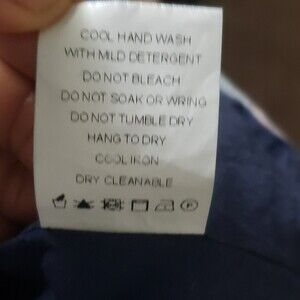 COOL HAND WASH
WITH MILD DETERGENT
DO NOT BLEACH
DO NOT SOAK OR WRING
DO NOT TUMBLE DRY
HANG TO DRY
COOL IRON
DRY CLEANABLE